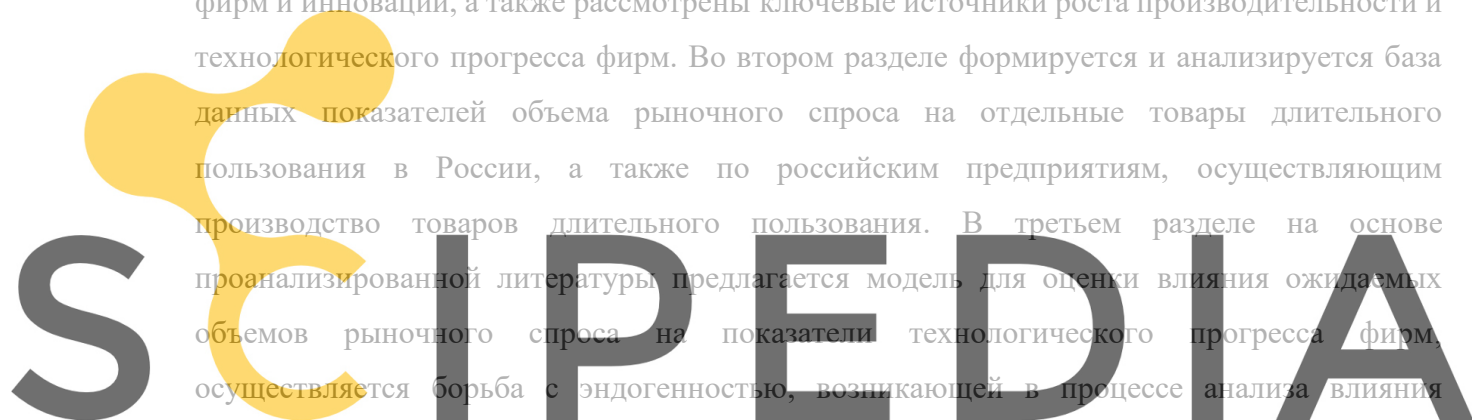 фирм и инноваций, а также рассмотрены ключевые источники роста производительности и
технологического прогресса фирм. Во втором разделе формируется и анализируется база
данных показателей объема рыночного спроса на отдельные товары длительного
пользования в России, а также по российским предприятиям, осуществляющим
производство товаров длительного пользования. В третьем разделе на основе
проанализированной литературы предлагается модель для оценки влияния ожидаемых
объемов рыночного спроса на показатели технологического прогресса фирм,
осуществляется борьба с эндогенностью, возникающей в процессе анализа влияния
SCIPEDIA